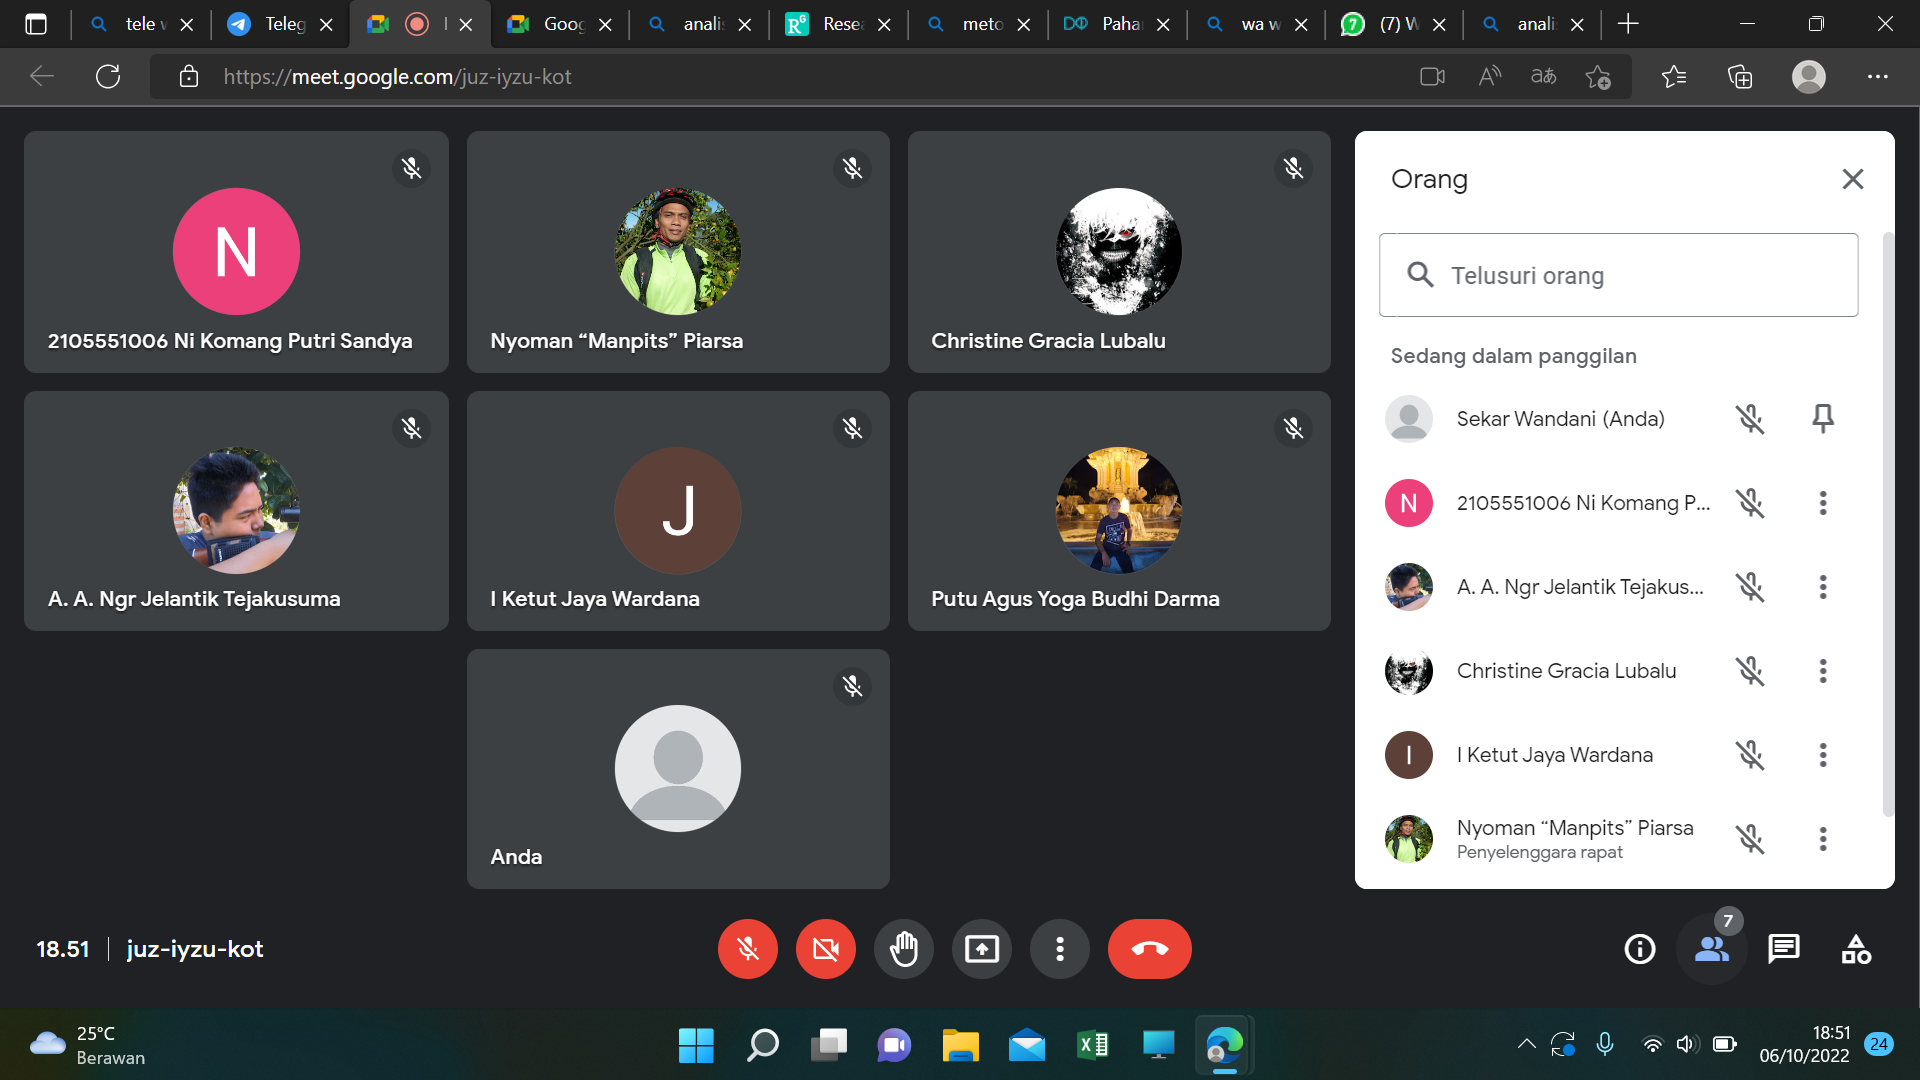 tele w
Teleg
Goog
anali
Resea
meto
Paha
wa w
(7) W
anali
https://meet.google.com/juz-iyzu-kot
N
2105551006 Ni Komang Putri Sandya
Nyoman “Manpits” Piarsa
Christine Gracia Lubalu
A. A. Ngr Jelantik Tejakusuma
J
I Ketut Jaya Wardana
Putu Agus Yoga Budhi Darma
Anda
Orang
Telusuri orang
Sedang dalam panggilan
Sekar Wandani (Anda)
N
2105551006 Ni Komang P...
A. A. Ngr Jelantik Tejakus...
Christine Gracia Lubalu
I
I Ketut Jaya Wardana
Nyoman “Manpits” Piarsa
Penyelenggara rapat
18.51
juz-iyzu-kot
7
25°C
Berawan
18:51
06/10/2022
24